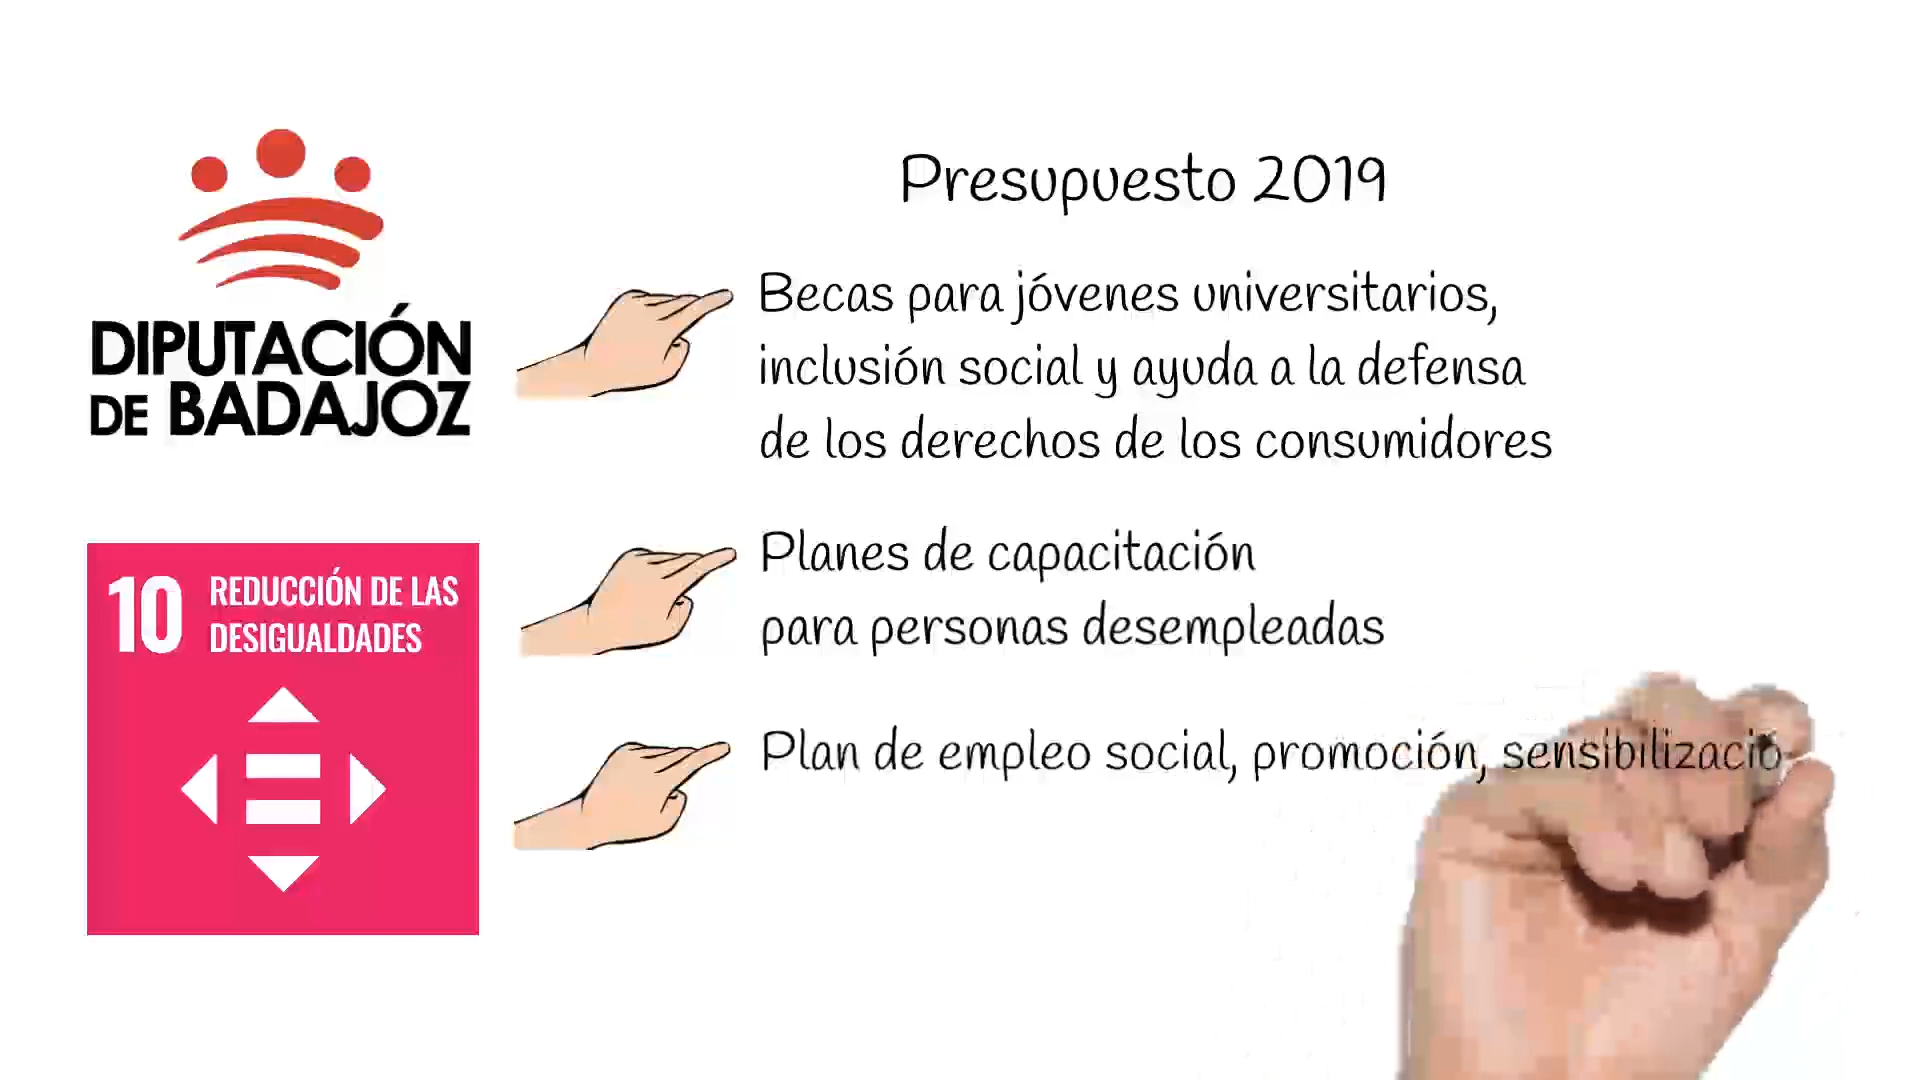 DIPUTACIÓN
DE BADAJOZ
10 REDUCCIÓN DE LAS
DESIGUALDADES
Presupuesto 2019
Becas para jóvenes universitarios,
inclusión social y ayuda a la defensa
de los derechos de los consumidores
Planes de capacitación
para personas desempleadas
Plan de empleo social, promoción, sensibilizació